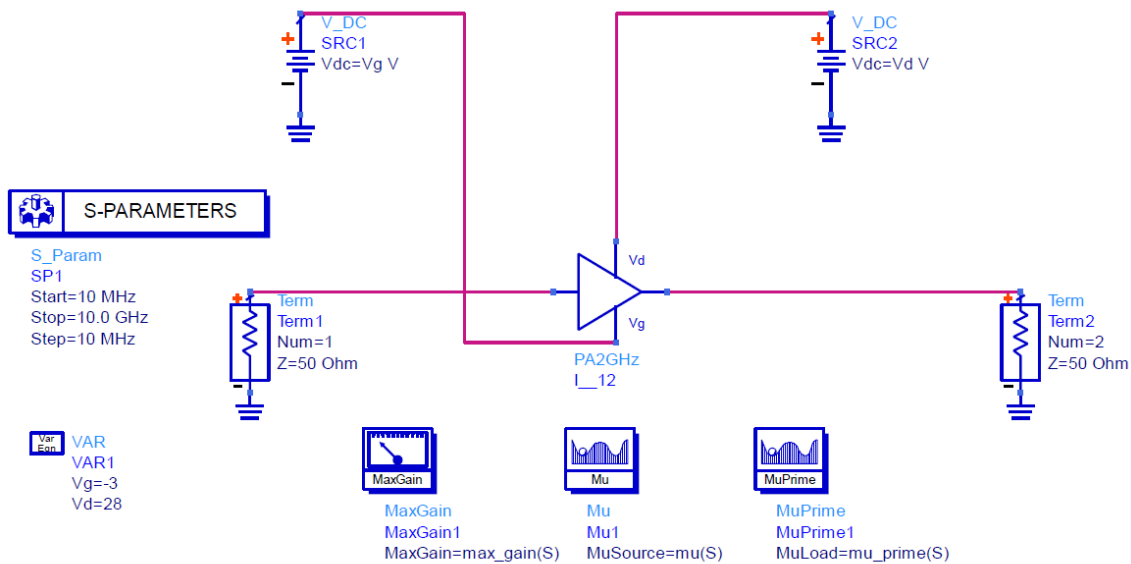 V_DC
SRC1
Vdc=Vg V
V_DC
SRC2
Vdc=Vd V
S-PARAMETERS
S_Param
SP1
Start=10 MHz
Stop=10.0 GHz
Step=10 MHz
Term
Term1
Num=1
Z=50 Ohm
Vd
Vg
PA2GHz
I__12
Term
Term2
Num=2
Z=50 Ohm
Var
Eqn
VAR
VAR1
Vg=-3
Vd=28
MaxGain
MaxGain
MaxGain1
MaxGain=max_gain(S)
Mu
Mu
Mu1
MuSource=mu(S)
MuPrime
MuPrime
MuPrime1
MuLoad=mu_prime(S)